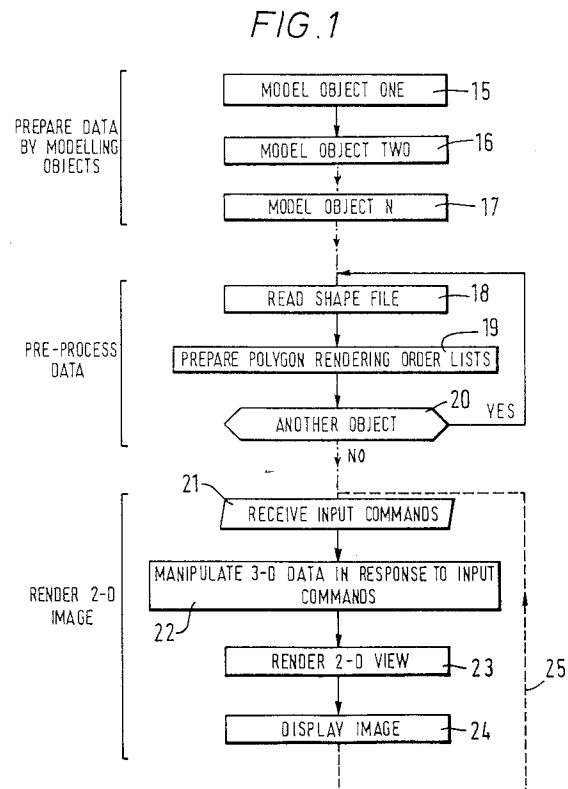 FIG.1
MODEL OBJECT ONE
15
PREPARE DATA
BY MODELLING
OBJECTS
MODEL OBJECT TWO
16
MODEL OBJECT N
17
READ SHAPE FILE
18
PRE-PROCESS
DATA
PREPARE POLYGON RENDERING ORDER LISTS
19
ANOTHER OBJECT
20
YES
NO
21
RECEIVE INPUT COMMANDS
RENDER 2-D
IMAGE
MANIPULATE 3-D DATA IN RESPONSE TO INPUT
COMMANDS
22
RENDER 2-D VIEW
23
25
DISPLAY IMAGE
24